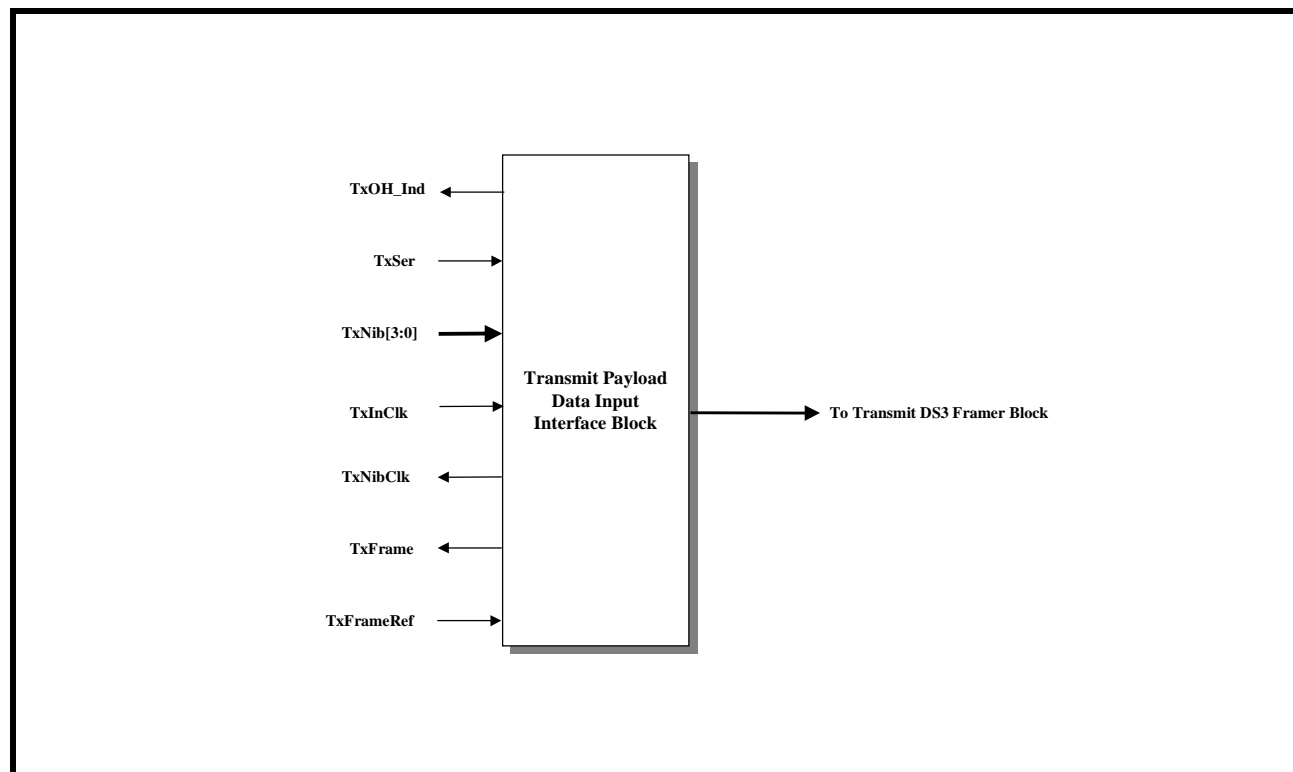 TxOH_Ind
TxSer
TxNib[3:0]
TxInClk
TxNibClk
TxFrame
TxFrameRef
Transmit Payload
Data Input
Interface Block
To Transmit DS3 Framer Block